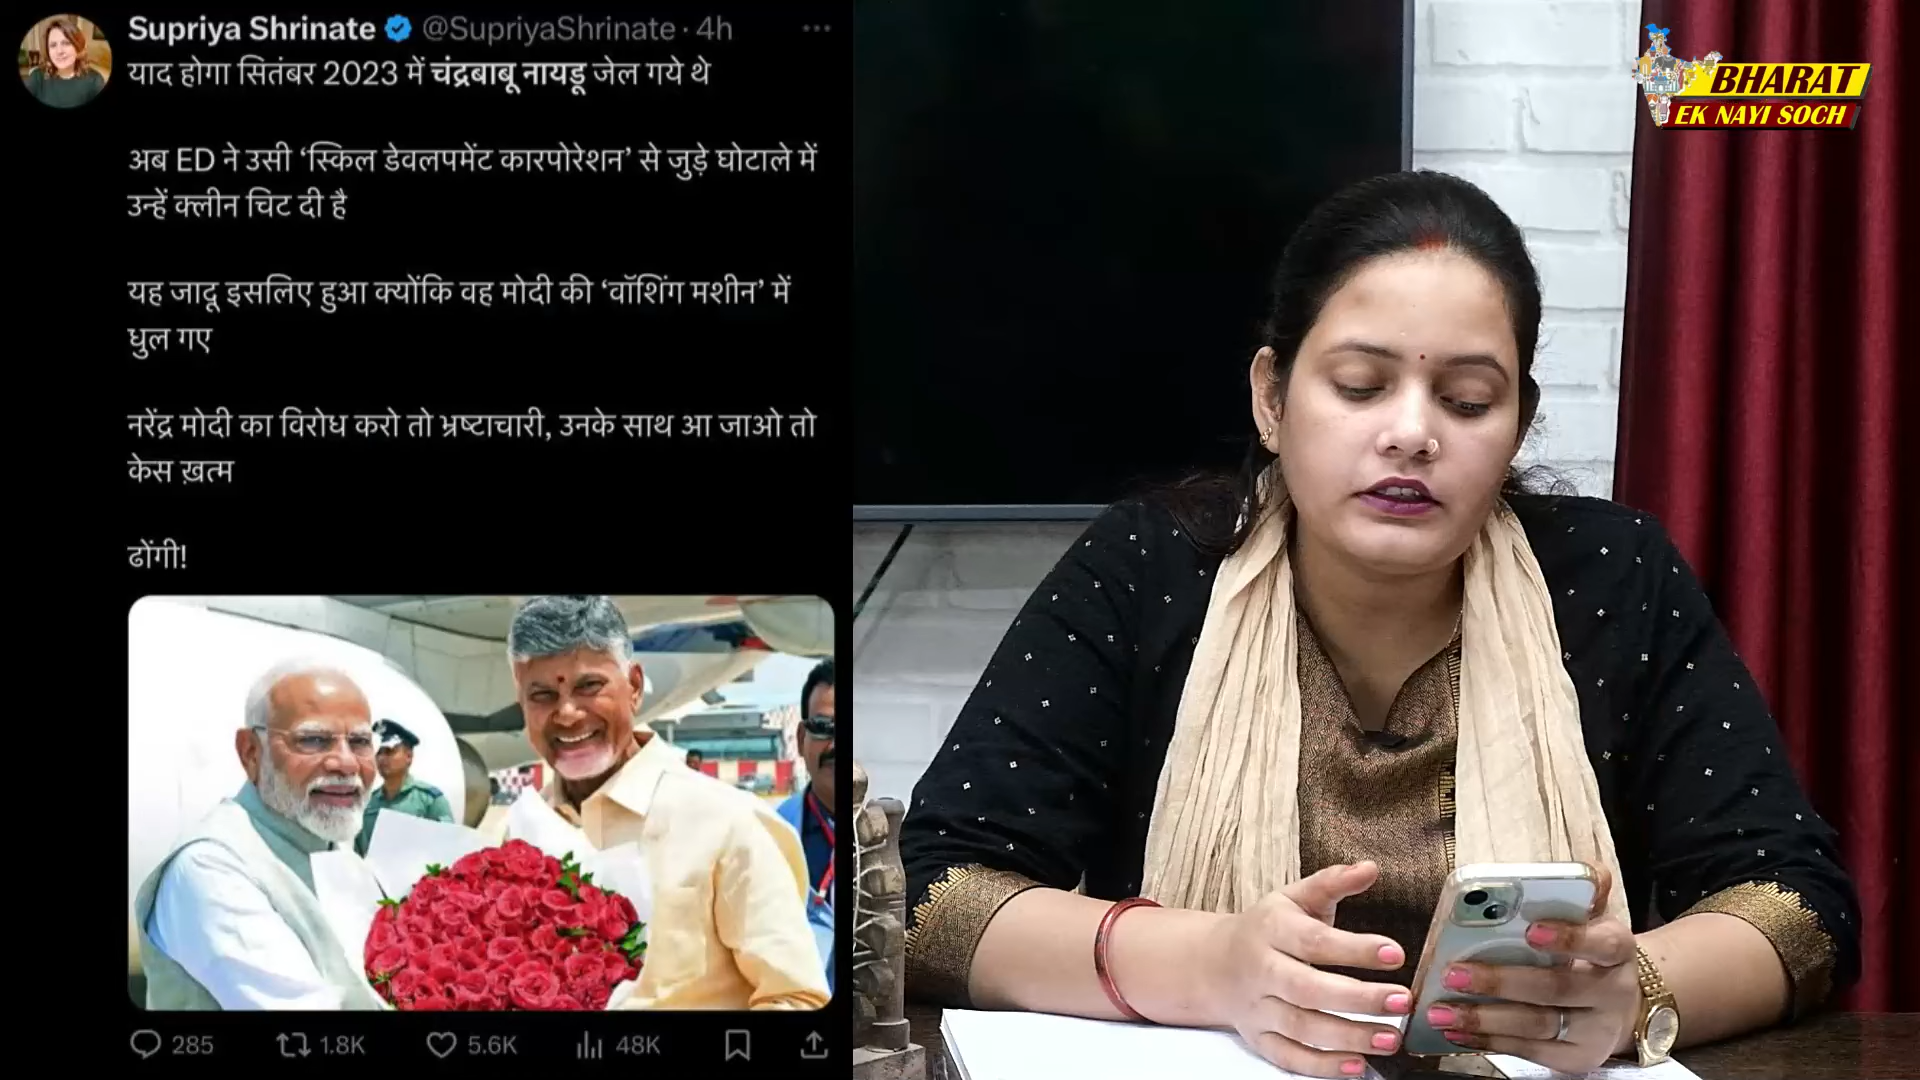 Supriya Shrinate @SupriyaShrinate · 4h
याद होगा सितंबर 2023 में चंद्रबाबू नायडू जेल गये थे
अब ED ने उसी ‘स्किल डेवलपमेंट कारपोरेशन’ से जुड़े घोटाले में
उन्हें क्लीन चिट दी है
यह जादू इसलिए हुआ क्योंकि वह मोदी की ‘वॉशिंग मशीन’ में
धुल गए
नरेंद्र मोदी का विरोध करो तो भ्रष्टाचारी, उनके साथ आ जाओ तो
केस ख़त्म
ढोंगी!
285 1.8K 5.6K 48K
BHARAT
EK NAYI SOCH